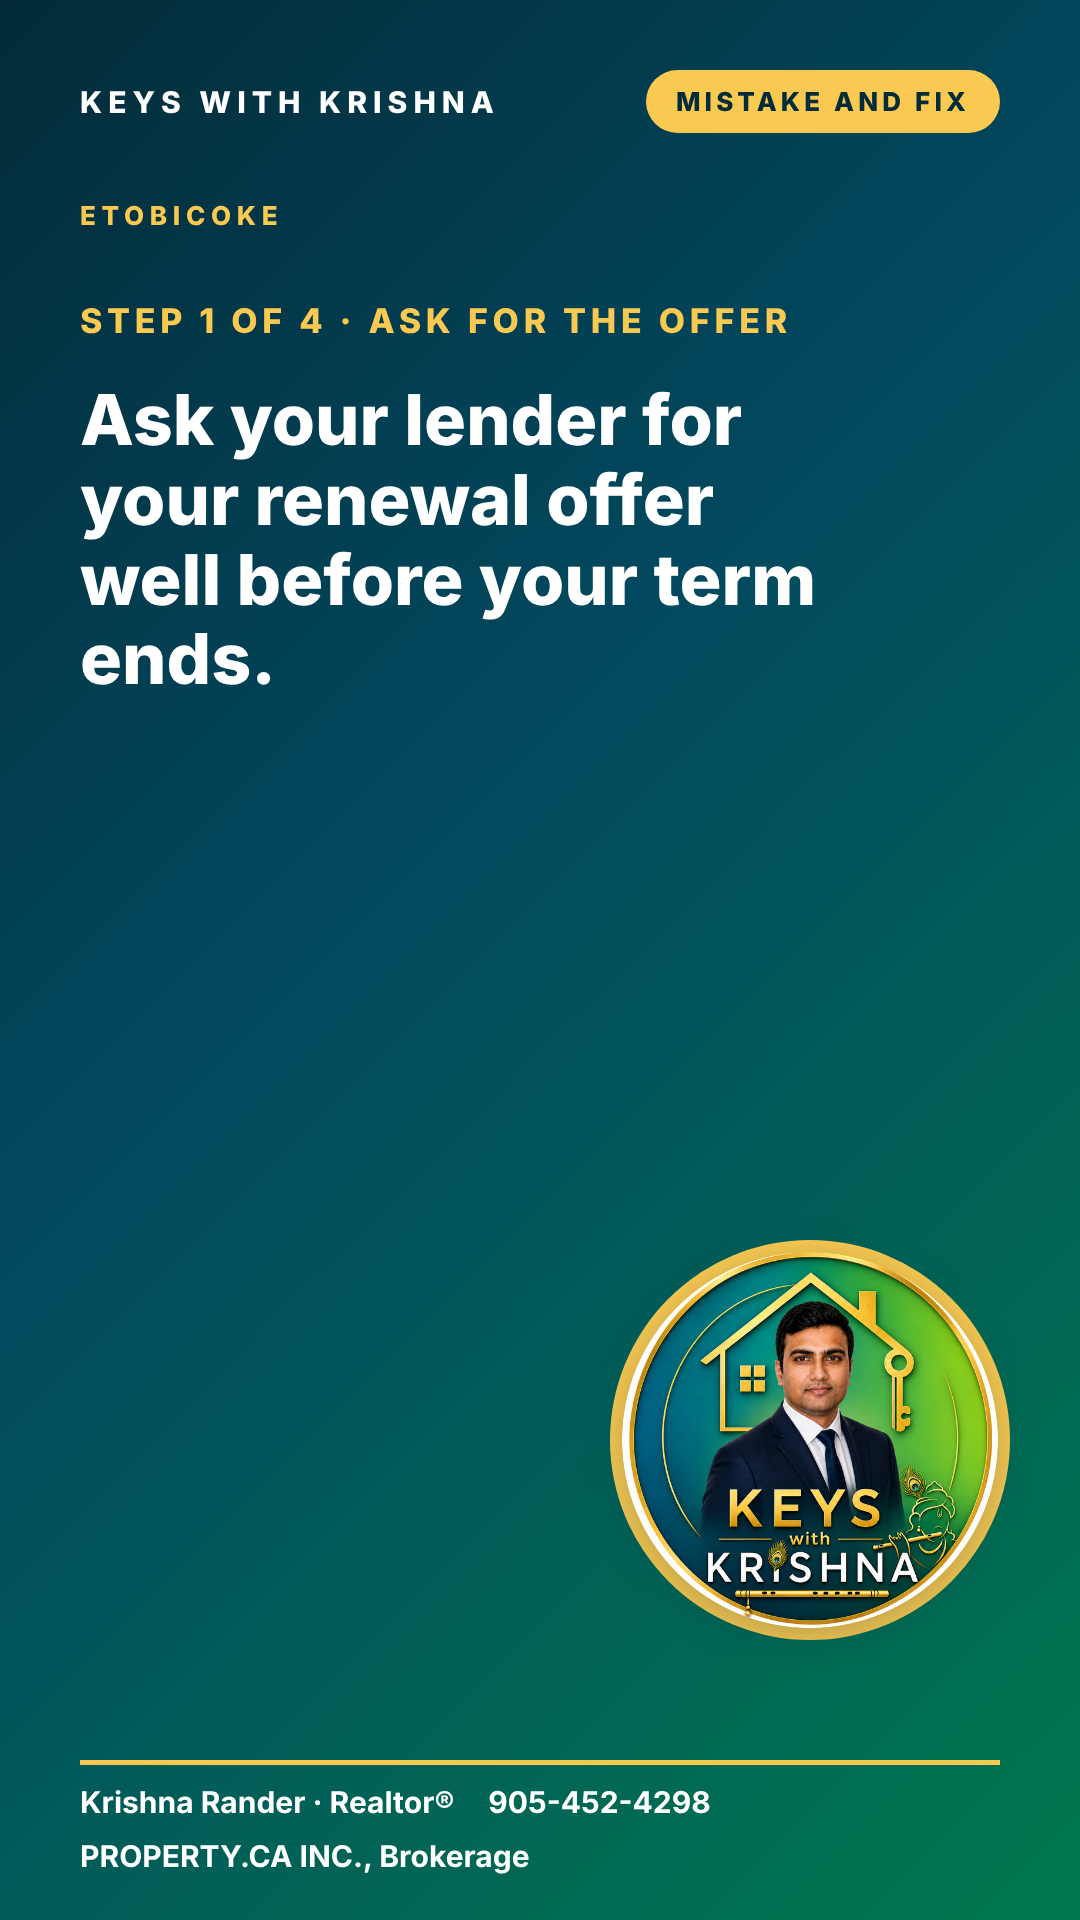 KEYS WITH KRISHNA
MISTAKE AND FIX
ETOBICOKE
STEP 1 OF 4 · ASK FOR THE OFFER
Ask your lender for
your renewal offer
well before your term
ends.
KEYS
with
KRISHNA
Krishna Rander · Realtor® 905-452-4298
PROPERTY.CA INC., Brokerage